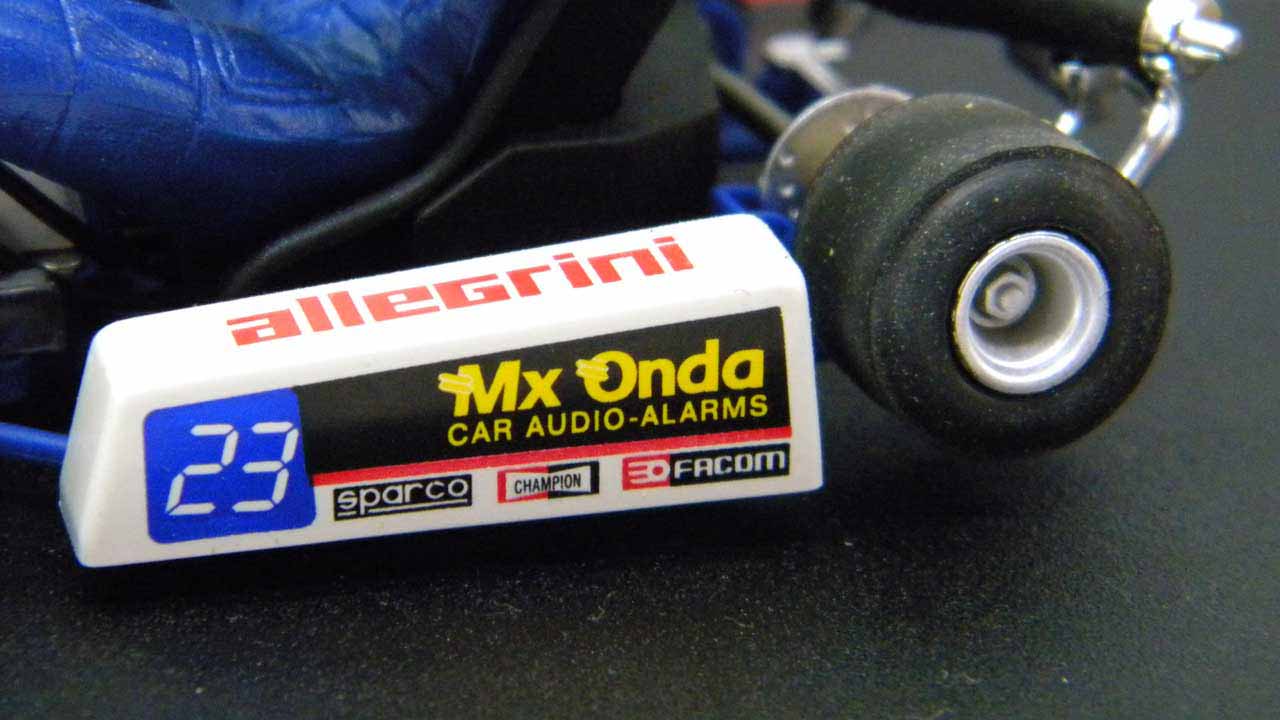 allegrini
Mx Onda
CAR AUDIO-ALARMS
23
sparco
CHAMPION
FACOM